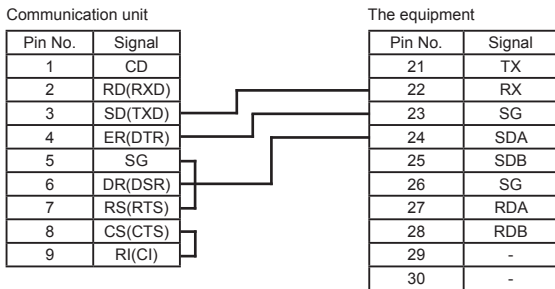 Communication unit The equipment
Pin No. Signal Pin No. Signal
1 CD 21 TX
2 RD(RXD) 22 RX
3 SD(TXD) 23 SG
4 ER(DTR) 24 SDA
5 SG 25 SDB
6 DR(DSR) 26 SG
7 RS(RTS) 27 RDA
8 CS(CTS) 28 RDB
9 RI(CI) 29 -
30 -